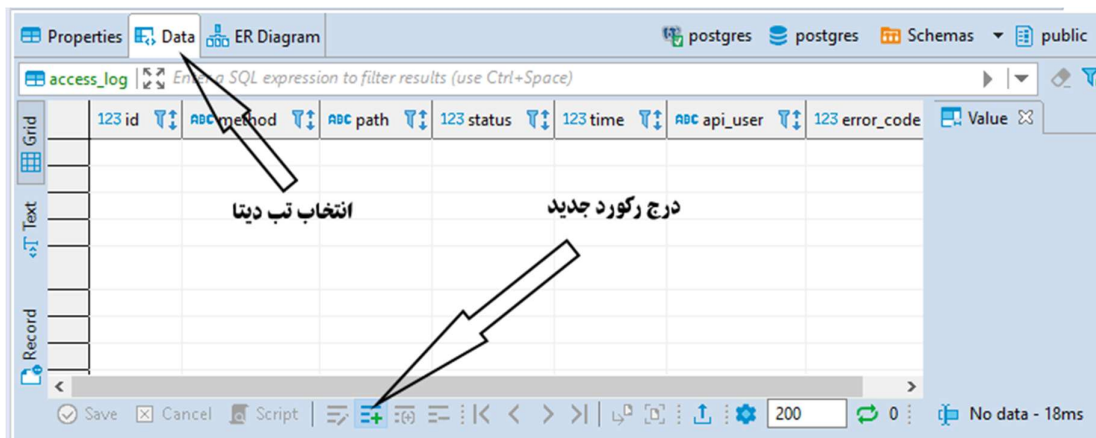 Properties Data ER Diagram postgres postgres Schemas public
access_log Enter a SQL expression to filter results (use Ctrl+Space)
Grid 123 id ABC method ABC path 123 status 123 time ABC api_user 123 error_code Value
Text
Record
انتخاب تب دیتا
درج رکورد جدید
Save Cancel Script 200 0 No data - 18ms